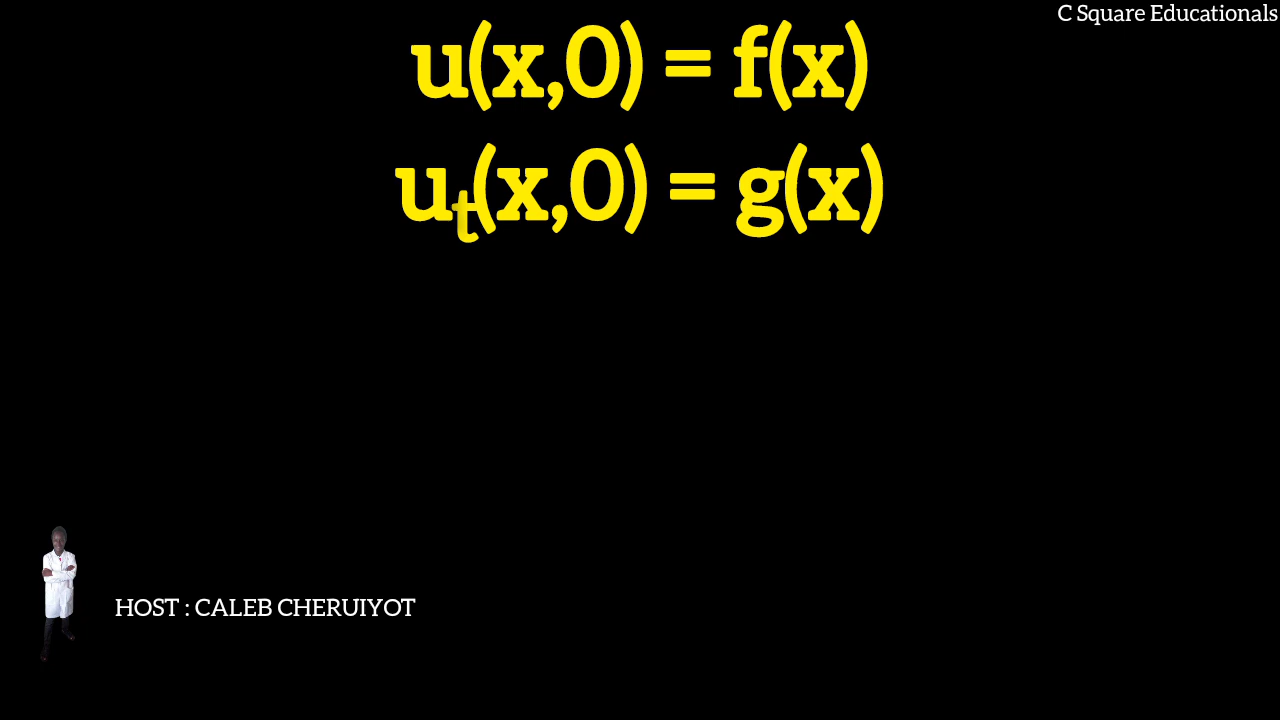 C Square Educationals
u(x,0) = f(x)
uₜ(x,0) = g(x)
HOST : CALEB CHERUIYOT